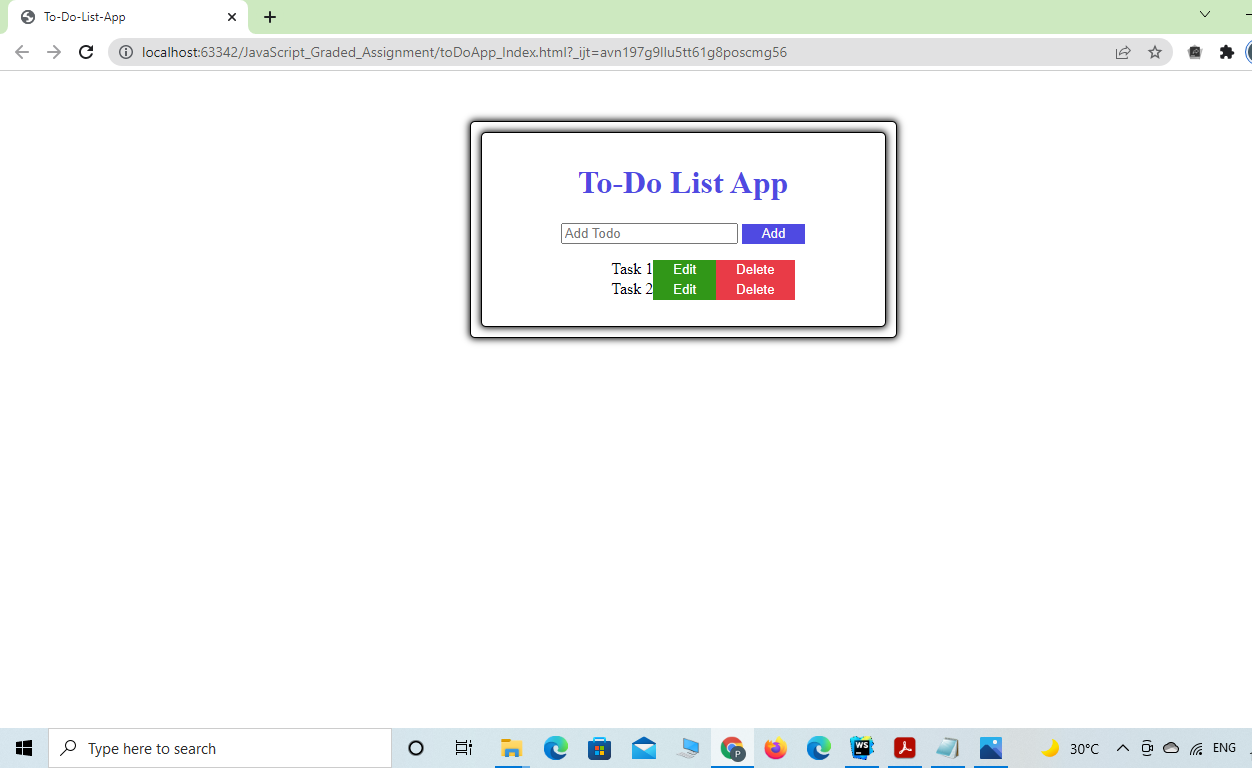 To-Do-List-App
localhost:63342/JavaScript_Graded_Assignment/toDoApp_Index.html?_ijt=avn197g9llu5tt61g8poscmg56
To-Do List App
Add Todo Add
Task 1 Edit Delete
Task 2 Edit Delete
Type here to search P WS 30°C ENG